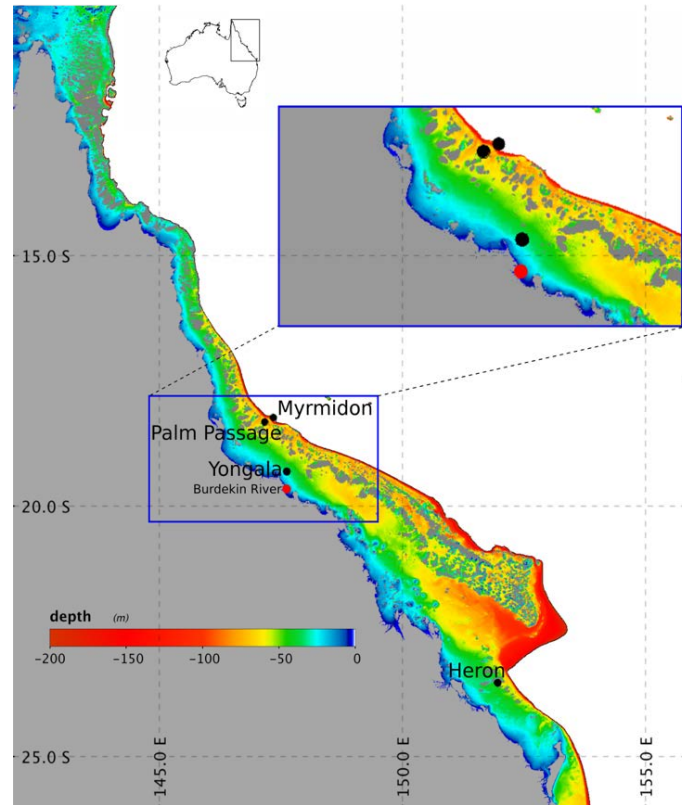 15.0 S
Myrmidon
Palm Passage
Yongala
Burdekin River
20.0 S
depth (m)
−200 −150 −100 −50 0
Heron
25.0 S
145.0 E
150.0 E
155.0 E